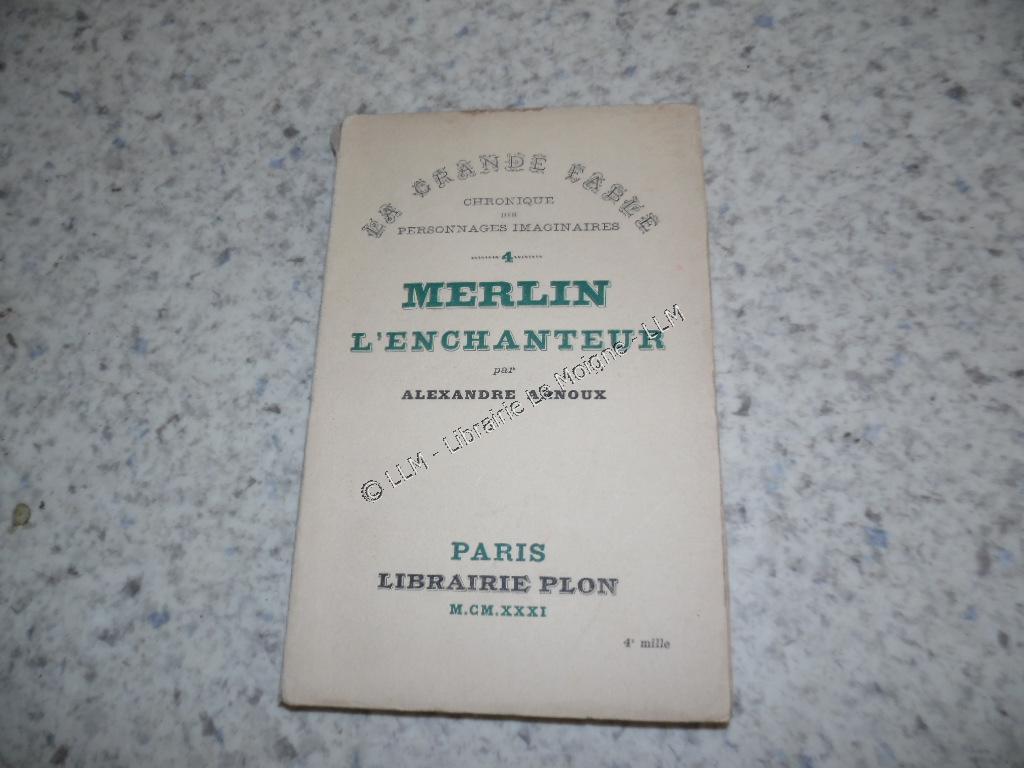 LA GRANDE FABLE
CHRONIQUE
DES
PERSONNAGES IMAGINAIRES
4
MERLIN
L'ENCHANTEUR
par
ALEXANDRE ARNOUX
© LLM - Librairie Le Moigne - LLM
PARIS
LIBRAIRIE PLON
M.CM.XXXI
4e mille